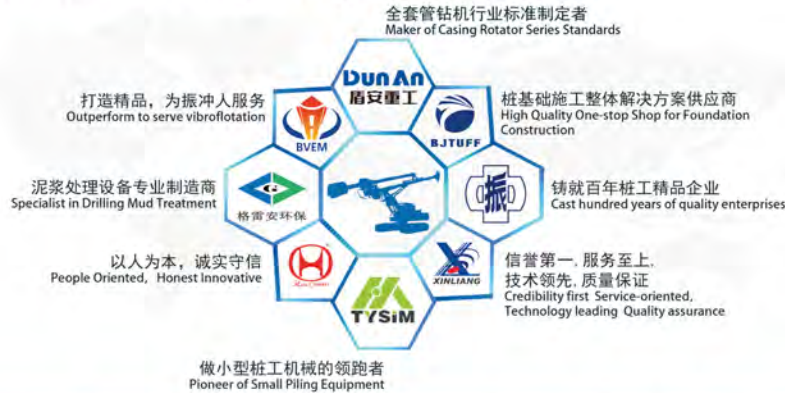 全套管钻机行业标准制定者
Maker of Casing Rotator Series Standards
DunAn
盾安重工
打造精品，为振冲人服务
Outperform to serve vibroflotation
BVEM
桩基础施工整体解决方案供应商
High Quality One-stop Shop for Foundation
Construction
BJTUFF
泥浆处理设备专业制造商
Specialist in Drilling Mud Treatment
格雷安环保
振
铸就百年桩工精品企业
Cast hundred years of quality enterprises
以人为本，诚实守信
People Oriented, Honest Innovative
信誉第一, 服务至上,
技术领先, 质量保证
Credibility first Service-oriented,
Technology leading Quality assurance
XINLIANG
TYSIM
做小型桩工机械的领跑者
Pioneer of Small Piling Equipment